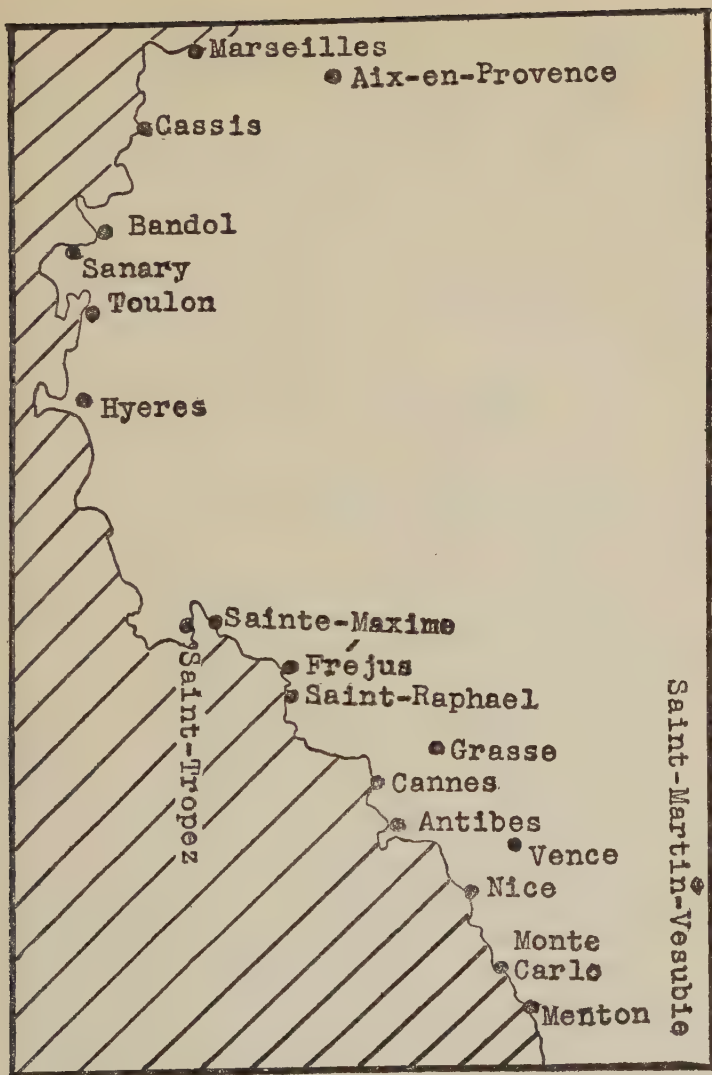 Marseilles
Aix-en-Provence
Cassis
Bandol
Sanary
Toulon
Hyeres
Sainte-Maxime
Saint-Tropez
Fréjus
Saint-Raphael
Grasse
Cannes
Antibes
Vence
Nice
Monte
Carlo
Menton
Saint-Martin-Vesubie